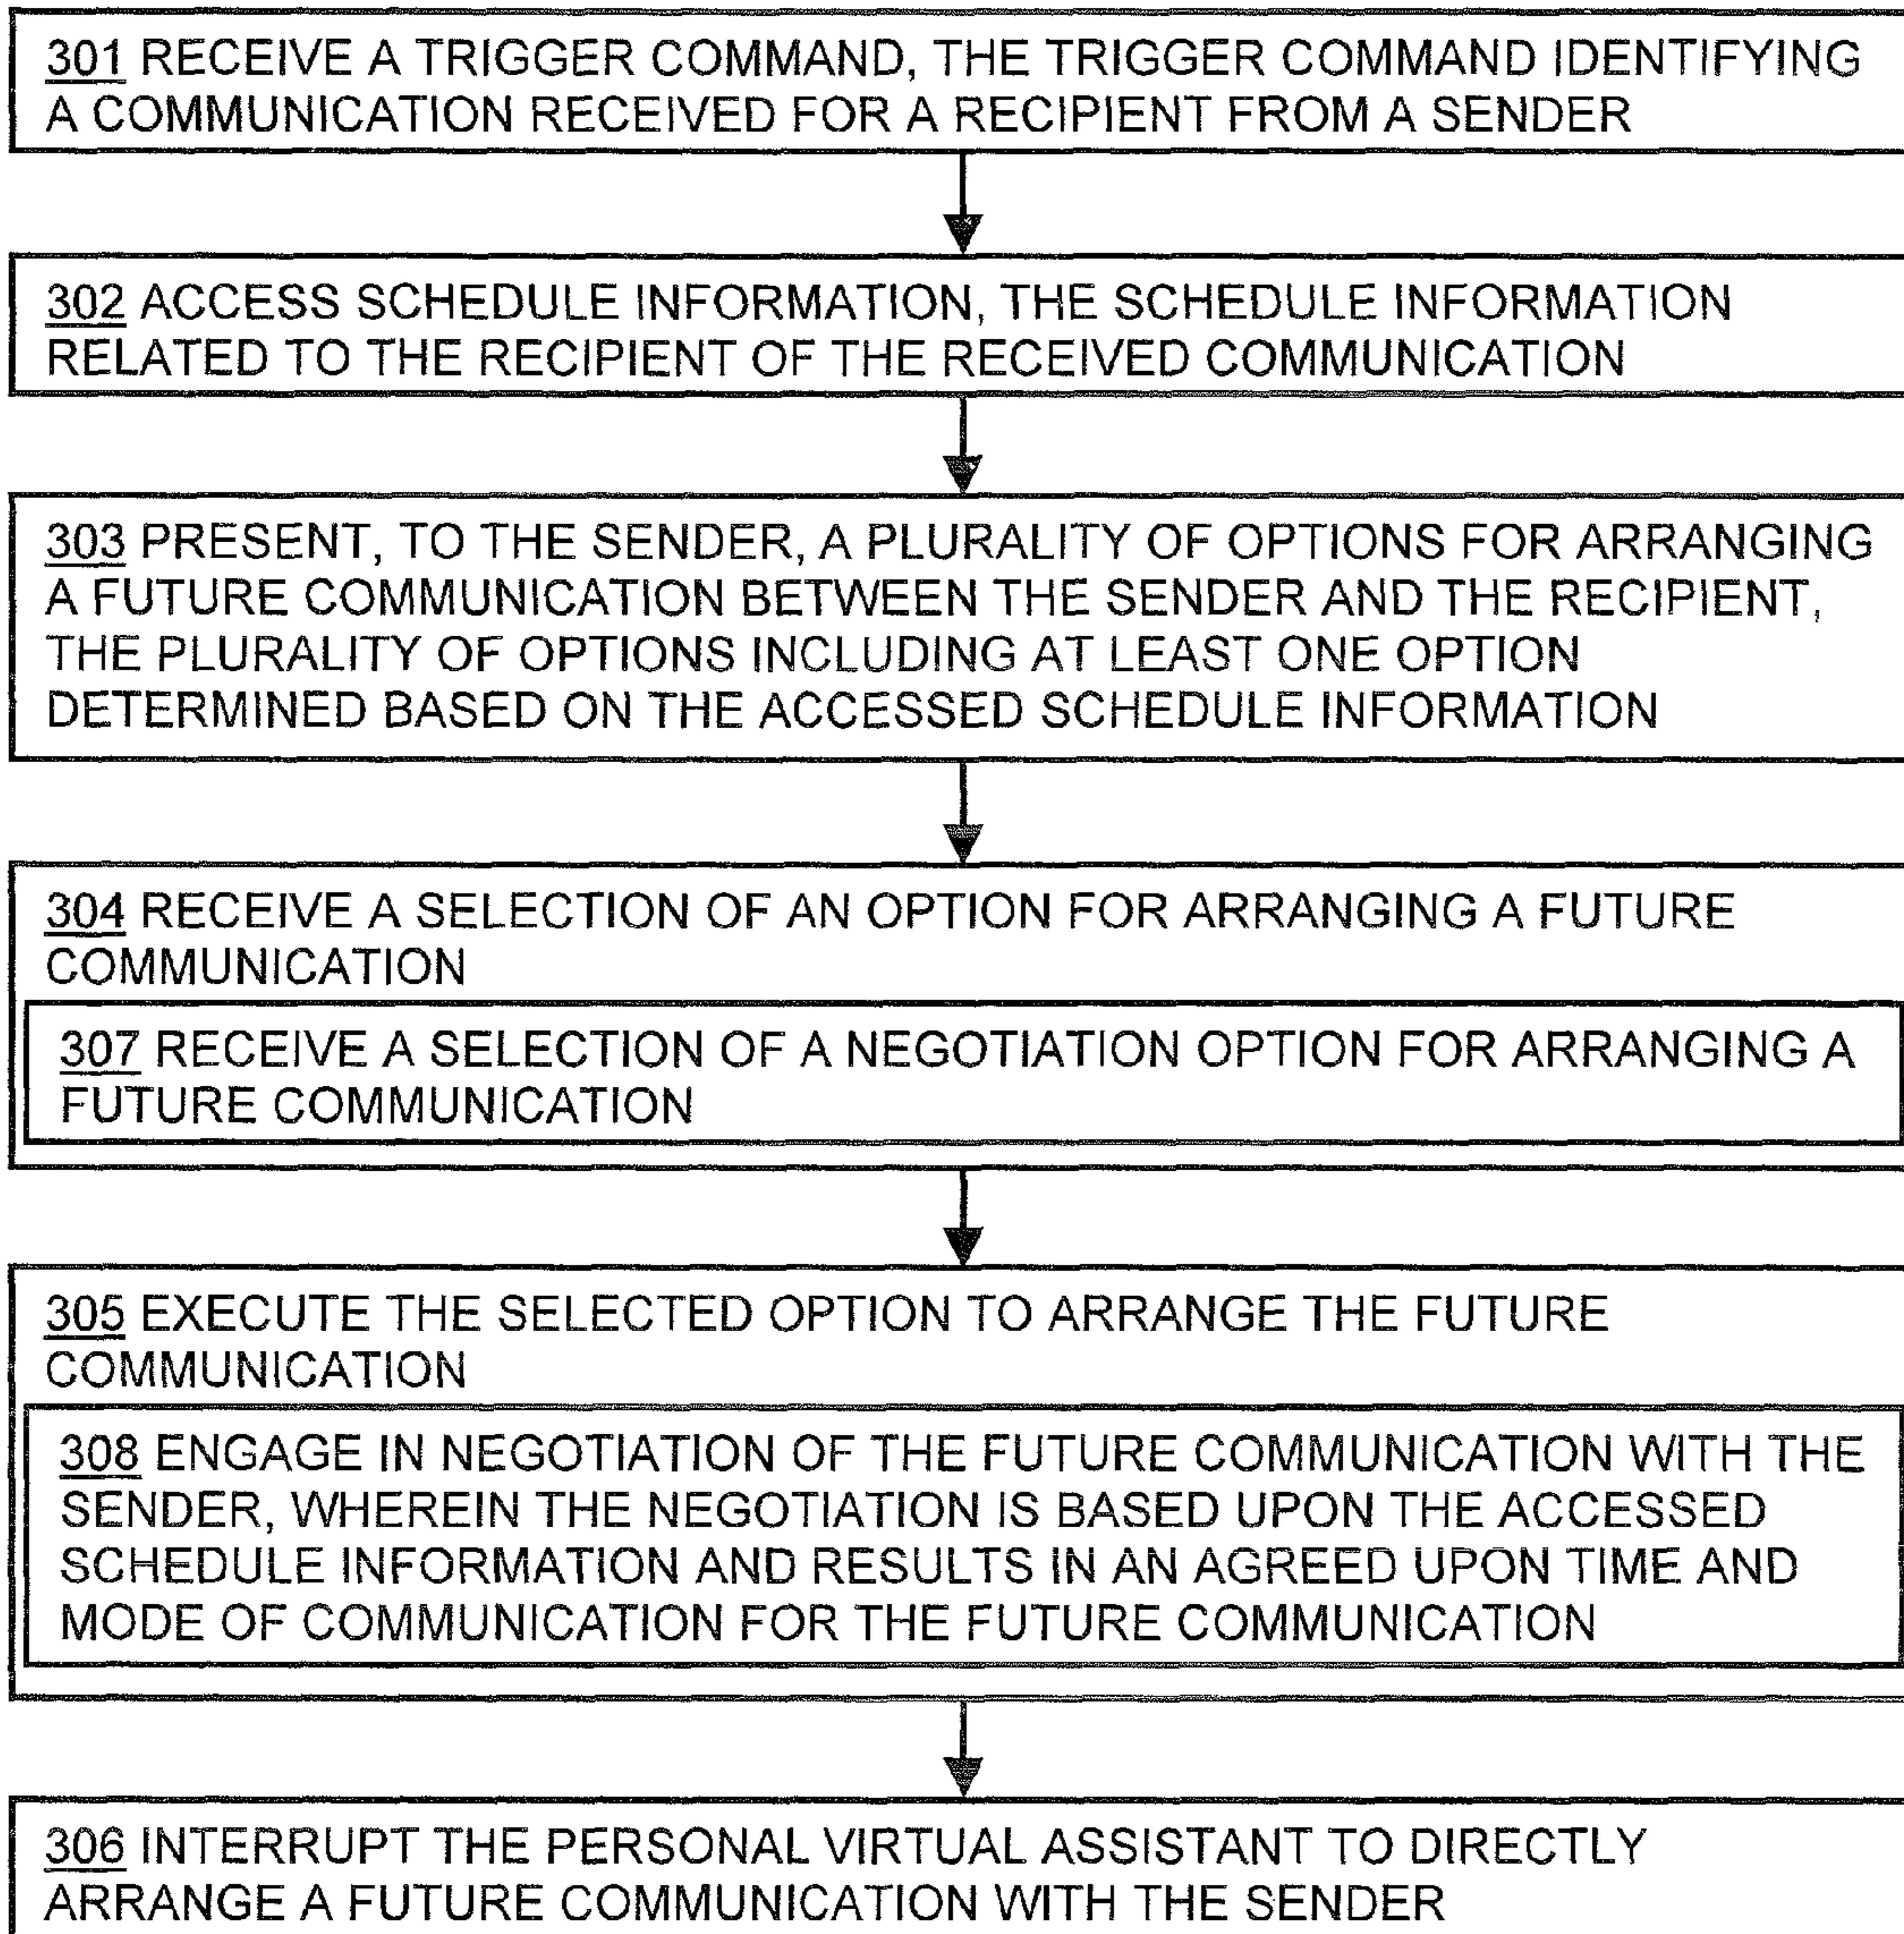 301 RECEIVE A TRIGGER COMMAND, THE TRIGGER COMMAND IDENTIFYING
A COMMUNICATION RECEIVED FOR A RECIPIENT FROM A SENDER
302 ACCESS SCHEDULE INFORMATION, THE SCHEDULE INFORMATION
RELATED TO THE RECIPIENT OF THE RECEIVED COMMUNICATION
303 PRESENT, TO THE SENDER, A PLURALITY OF OPTIONS FOR ARRANGING
A FUTURE COMMUNICATION BETWEEN THE SENDER AND THE RECIPIENT,
THE PLURALITY OF OPTIONS INCLUDING AT LEAST ONE OPTION
DETERMINED BASED ON THE ACCESSED SCHEDULE INFORMATION
304 RECEIVE A SELECTION OF AN OPTION FOR ARRANGING A FUTURE
COMMUNICATION
307 RECEIVE A SELECTION OF A NEGOTIATION OPTION FOR ARRANGING A
FUTURE COMMUNICATION
305 EXECUTE THE SELECTED OPTION TO ARRANGE THE FUTURE
COMMUNICATION
308 ENGAGE IN NEGOTIATION OF THE FUTURE COMMUNICATION WITH THE
SENDER, WHEREIN THE NEGOTIATION IS BASED UPON THE ACCESSED
SCHEDULE INFORMATION AND RESULTS IN AN AGREED UPON TIME AND
MODE OF COMMUNICATION FOR THE FUTURE COMMUNICATION
306 INTERRUPT THE PERSONAL VIRTUAL ASSISTANT TO DIRECTLY
ARRANGE A FUTURE COMMUNICATION WITH THE SENDER